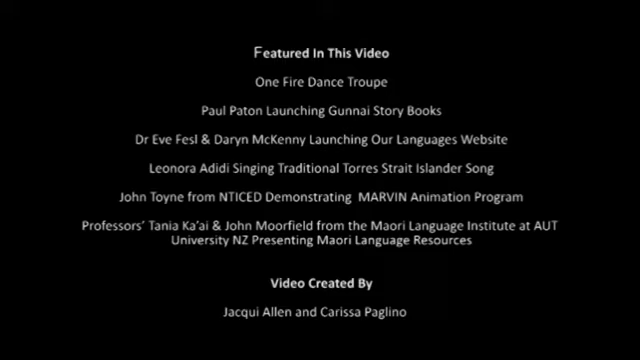 Featured In This Video
One Fire Dance Troupe
Paul Paton Launching Gunnai Story Books
Dr Eve Fesl & Daryn McKenny Launching Our Languages Website
Leonora Adidi Singing Traditional Torres Strait Islander Song
John Toyne from NTICED Demonstrating MARVIN Animation Program
Professors' Tania Ka'ai & John Moorfield from the Maori Language Institute at AUT
University NZ Presenting Maori Language Resources
Video Created By
Jacqui Allen and Carissa Paglino